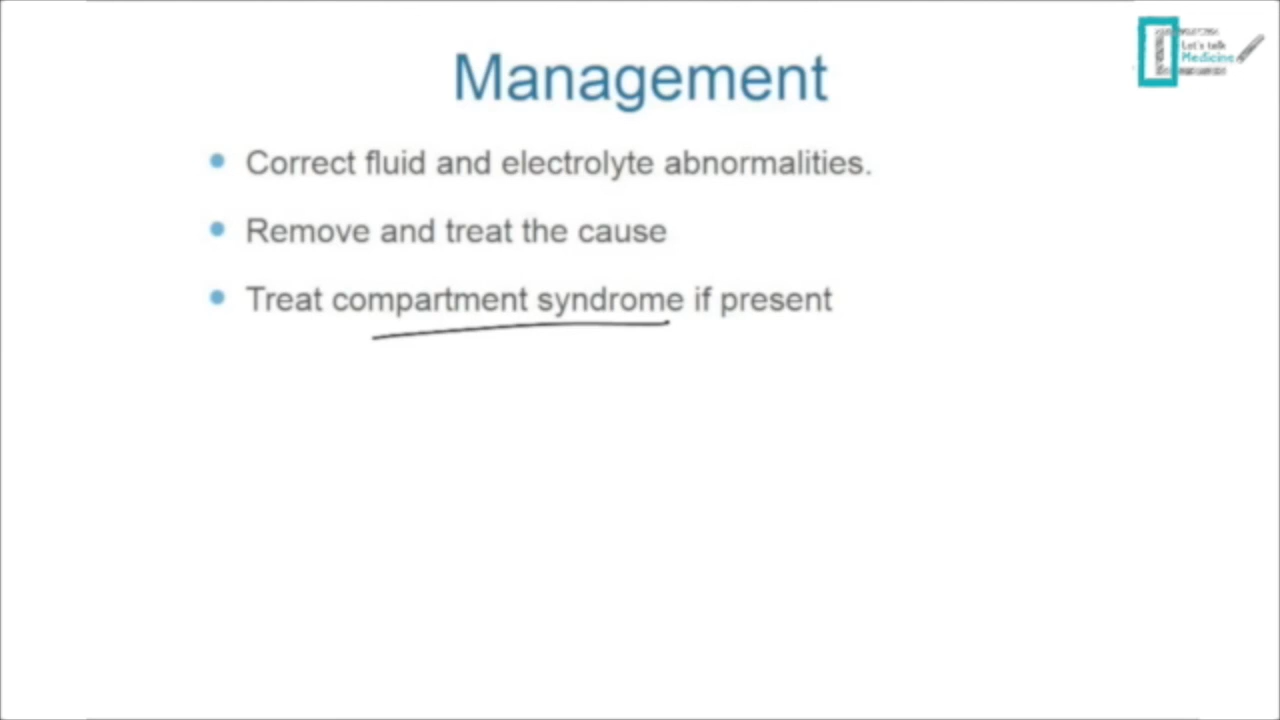 Management
Correct fluid and electrolyte abnormalities.
Remove and treat the cause
Treat compartment syndrome if present
Let's talk
Medicine